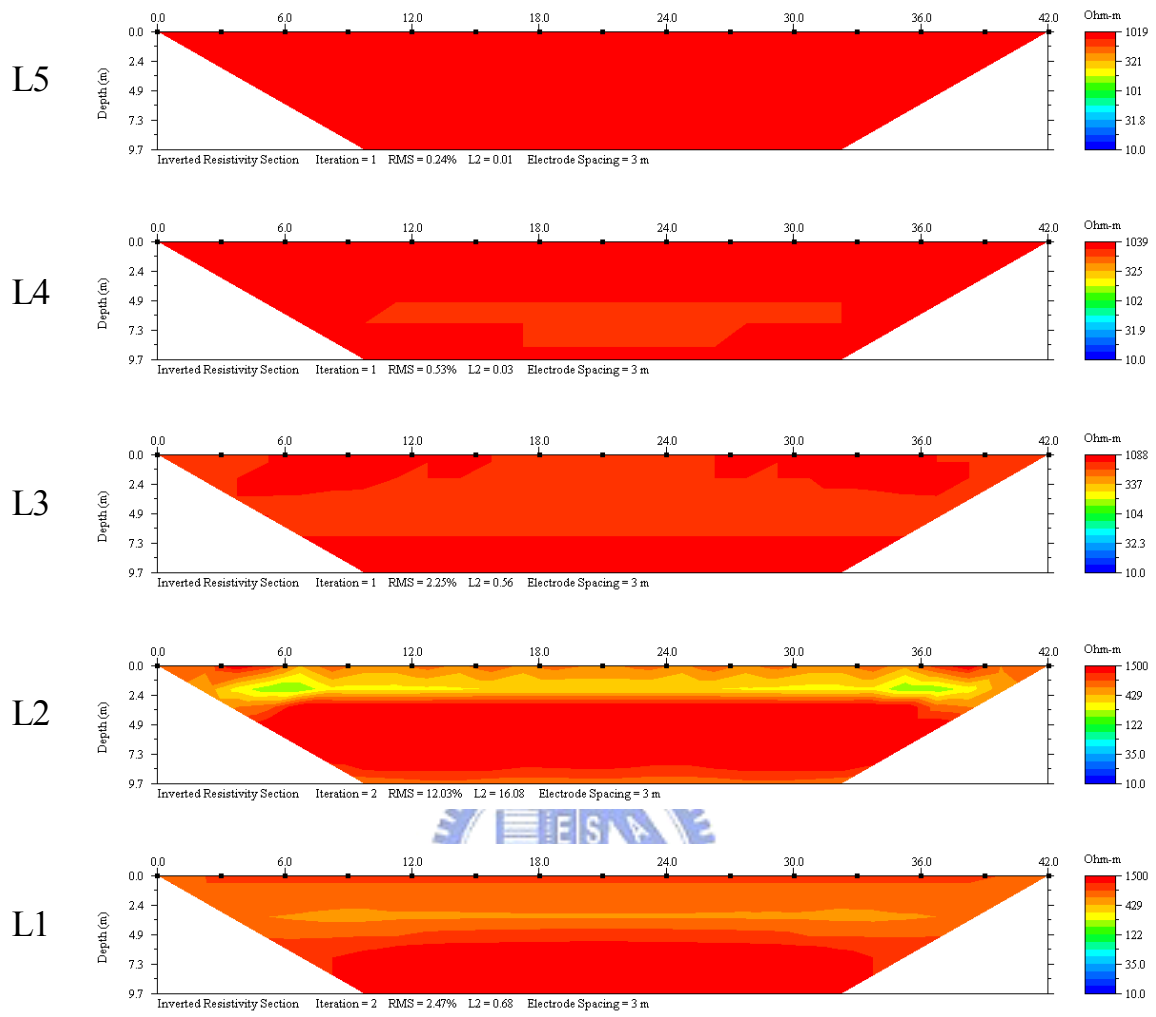 L5
Depth (m)
0.0 6.0 12.0 18.0 24.0 30.0 36.0 42.0
0.0
2.4
4.9
7.3
9.7
Inverted Resistivity Section Iteration = 1 RMS = 0.24% L2 = 0.01 Electrode Spacing = 3 m
Ohm-m
1019
321
101
31.8
10.0
L4
Depth (m)
0.0 6.0 12.0 18.0 24.0 30.0 36.0 42.0
0.0
2.4
4.9
7.3
9.7
Inverted Resistivity Section Iteration = 1 RMS = 0.53% L2 = 0.03 Electrode Spacing = 3 m
Ohm-m
1039
325
102
31.9
10.0
L3
Depth (m)
0.0 6.0 12.0 18.0 24.0 30.0 36.0 42.0
0.0
2.4
4.9
7.3
9.7
Inverted Resistivity Section Iteration = 1 RMS = 2.25% L2 = 0.56 Electrode Spacing = 3 m
Ohm-m
1088
337
104
32.3
10.0
L2
Depth (m)
0.0 6.0 12.0 18.0 24.0 30.0 36.0 42.0
0.0
2.4
4.9
7.3
9.7
Inverted Resistivity Section Iteration = 2 RMS = 12.03% L2 = 16.08 Electrode Spacing = 3 m
Ohm-m
1500
429
122
35.0
10.0
ESA
L1
Depth (m)
0.0 6.0 12.0 18.0 24.0 30.0 36.0 42.0
0.0
2.4
4.9
7.3
9.7
Inverted Resistivity Section Iteration = 2 RMS = 2.47% L2 = 0.68 Electrode Spacing = 3 m
Ohm-m
1500
429
122
35.0
10.0